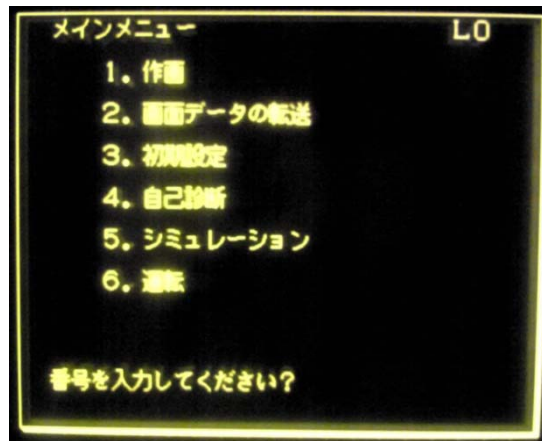 メインメニュー LO
1. 作画
2. 画面データの転送
3. 初期設定
4. 自己診断
5. シミュレーション
6. 運転
番号を入力してください?